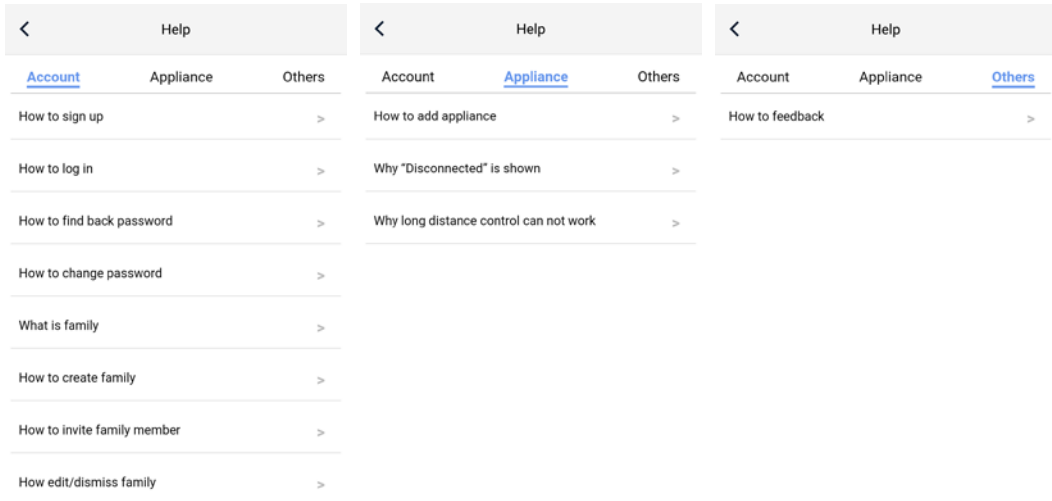 Help
Account Appliance Others
How to sign up >
How to log in >
How to find back password >
How to change password >
What is family >
How to create family >
How to invite family member >
How edit/dismiss family >
Help
Account Appliance Others
How to add appliance >
Why “Disconnected” is shown >
Why long distance control can not work >
Help
Account Appliance Others
How to feedback >